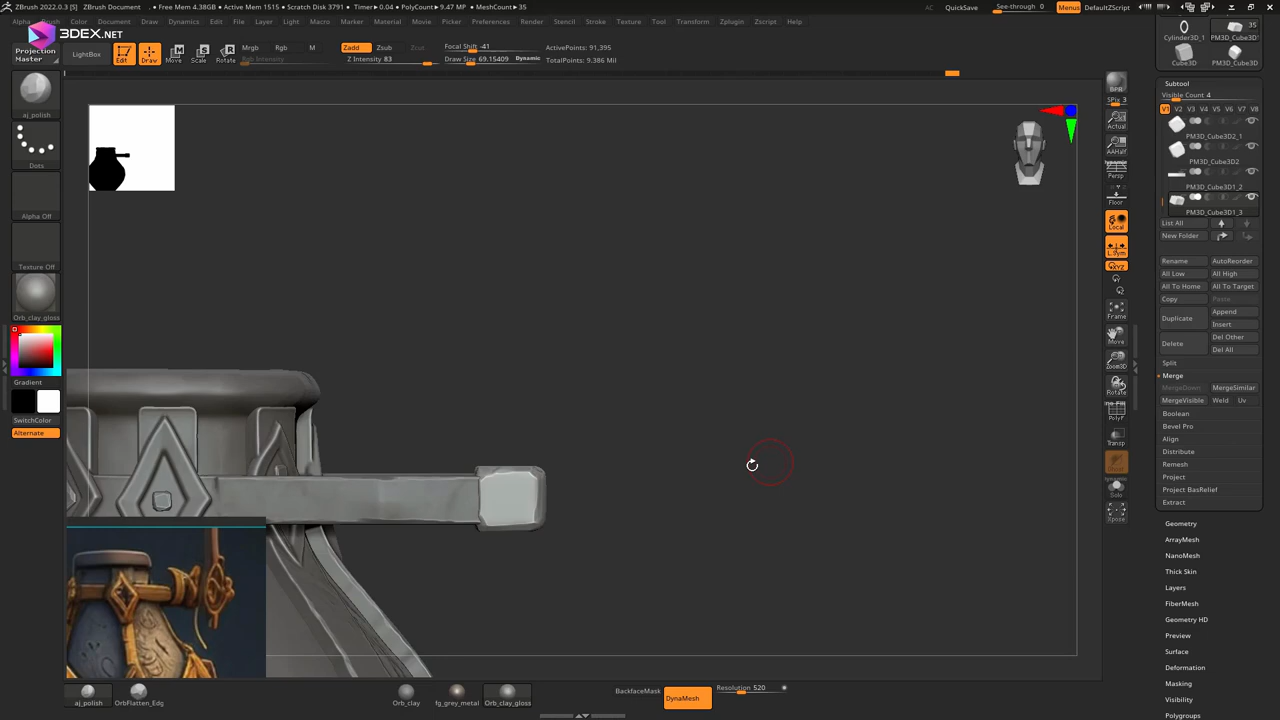 ZBrush 2022.0.3 [S] ZBrush Document • Free Mem 4.38GB • Active Mem 1515 • Scratch Disk 3791 • Timer▶0.04 • PolyCount▶9.47 MP • MeshCount▶35
AC QuickSave See-through 0 Menus DefaultZScript
Alpha Brush Color Document Draw Dynamics Edit File Layer Light Macro Marker Material Movie Picker Preferences Render Stencil Stroke Texture Tool Transform Zplugin Zscript Help
3DEX.NET
Projection
Master
LightBox
Edit
Draw
Move
Scale
Rotate
Mrgb Rgb M
Rgb Intensity
Zadd Zsub Zcut
Z Intensity 83
Focal Shift -41
Draw Size 69.15409 Dynamic
ActivePoints: 91,395
TotalPoints: 9.386 Mil
aj_polish
Dots
Alpha Off
Texture Off
Orb_clay_gloss
Gradient
SwitchColor
Alternate
BPR
SPix 3
Actual
AAHalf
Dynamic
Persp
Floor
Local
L.Sym
XYZ
Frame
Move
Zoom3D
Rotate
Line Fill
PolyF
Transp
Dynamic
Solo
Xpose
Cylinder3D_1
35
PM3D_Cube3D
Cube3D
PM3D_Cube3D
Subtool
Visible Count 4
V1 V2 V3 V4 V5 V6 V7 V8
PM3D_Cube3D2_1
PM3D_Cube3D2
PM3D_Cube3D1_2
PM3D_Cube3D1_3
List All
New Folder
Rename AutoReorder
All Low All High
All To Home All To Target
Copy Paste
Duplicate Append
Insert
Delete Del Other
Del All
Split
Merge
MergeDown MergeSimilar
MergeVisible Weld Uv
Boolean
Bevel Pro
Align
Distribute
Remesh
Project
Project BasRelief
Extract
Geometry
ArrayMesh
NanoMesh
Thick Skin
Layers
FiberMesh
Geometry HD
Preview
Surface
Deformation
Masking
Visibility
Polygroups
aj_polish
OrbFlatten_Edg
Orb_clay
fg_grey_metal
Orb_clay_gloss
BackfaceMask
DynaMesh
Resolution 520